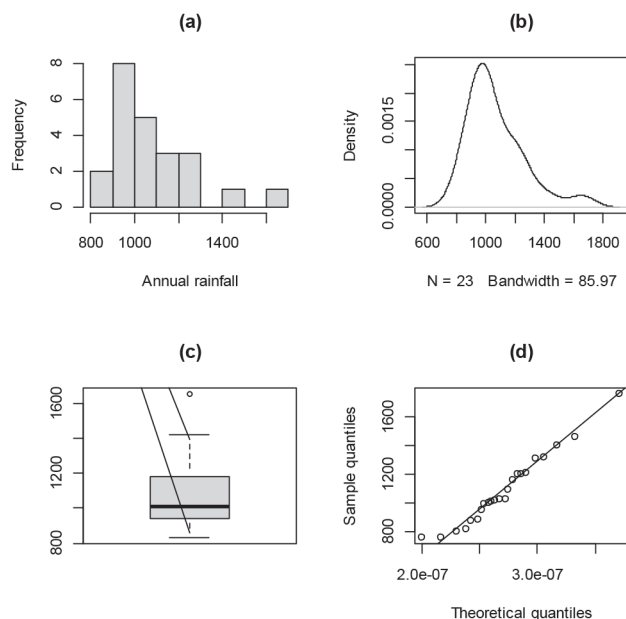 (a)
Frequency
8
6
4
2
0
800 1000 1400
Annual rainfall
(b)
Density
0.0015
0.0000
600 1000 1400 1800
N = 23 Bandwidth = 85.97
(c)
1600
1200
800
(d)
Sample quantiles
1600
1200
800
2.0e-07 3.0e-07
Theoretical quantiles